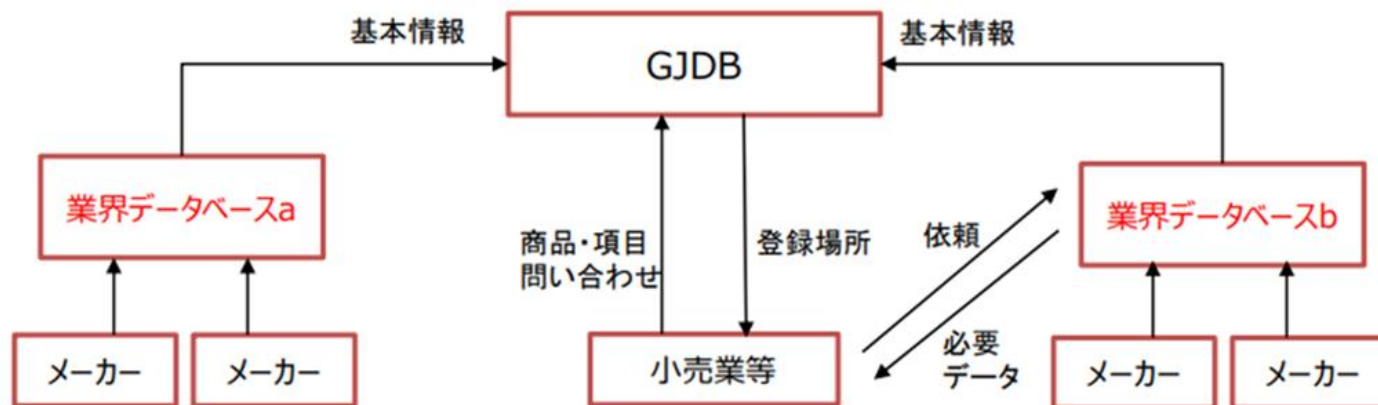 基本情報
GJDB
基本情報
業界データベースa
業界データベースb
商品・項目
問い合わせ
登録場所
依頼
必要
データ
メーカー
メーカー
小売業等
メーカー
メーカー